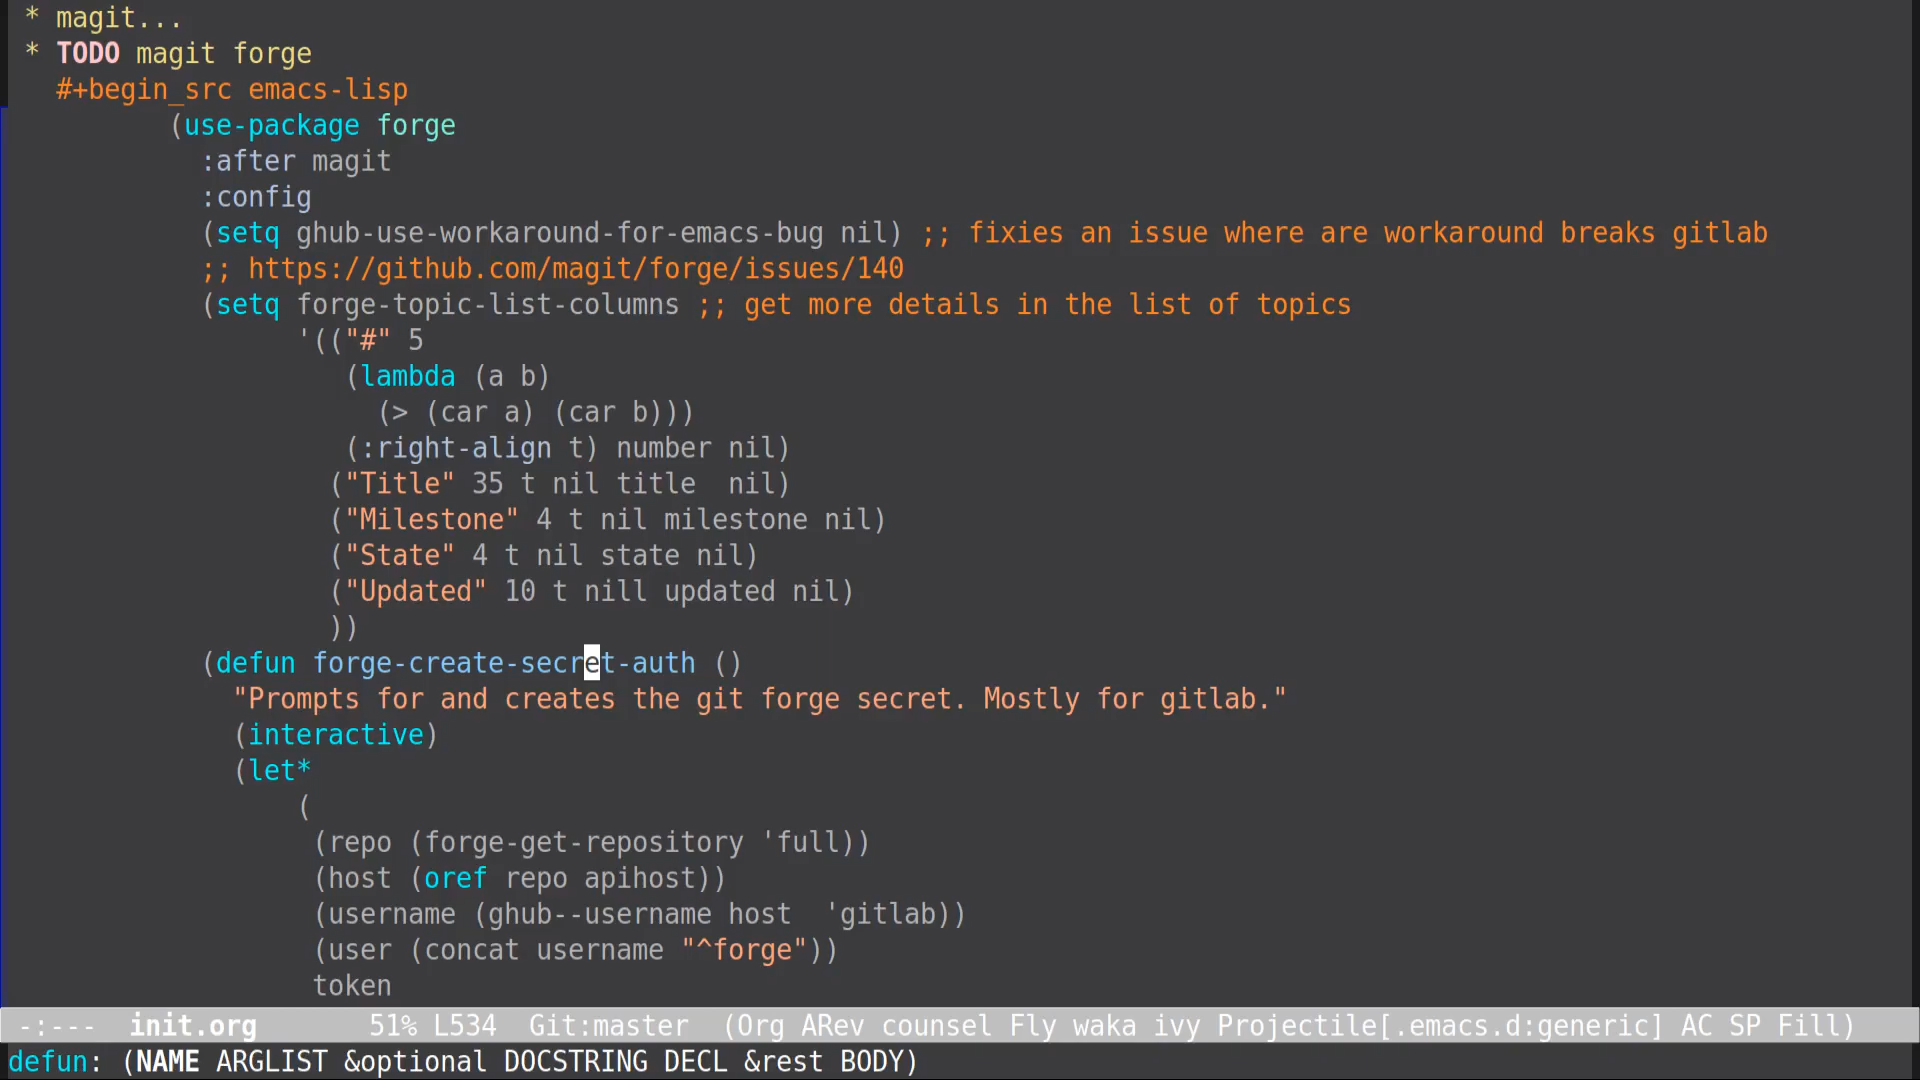 * magit...
* TODO magit forge
#+begin_src emacs-lisp
(use-package forge
:after magit
:config
(setq ghub-use-workaround-for-emacs-bug nil) ;; fixies an issue where are workaround breaks gitlab
;; https://github.com/magit/forge/issues/140
(setq forge-topic-list-columns ;; get more details in the list of topics
'(("#" 5
(lambda (a b)
(> (car a) (car b)))
(:right-align t) number nil)
("Title" 35 t nil title  nil)
("Milestone" 4 t nil milestone nil)
("State" 4 t nil state nil)
("Updated" 10 t nill updated nil)
))
(defun forge-create-secret-auth ()
"Prompts for and creates the git forge secret. Mostly for gitlab."
(interactive)
(let*
(
(repo (forge-get-repository 'full))
(host (oref repo apihost))
(username (ghub--username host  'gitlab))
(user (concat username "^forge"))
token
-:---  init.org       51% L534  Git:master  (Org ARev counsel Fly waka ivy Projectile[.emacs.d:generic] AC SP Fill)
defun: (NAME ARGLIST &optional DOCSTRING DECL &rest BODY)